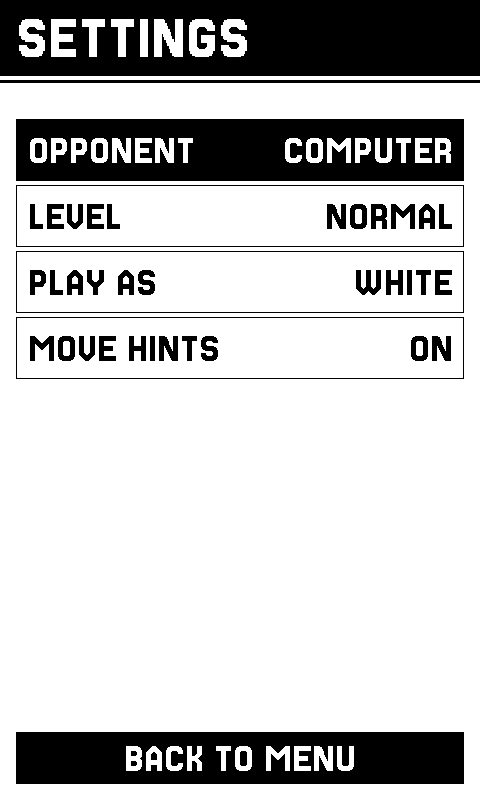 SETTINGS
OPPONENT COMPUTER
LEVEL NORMAL
PLAY AS WHITE
MOVE HINTS ON
BACK TO MENU